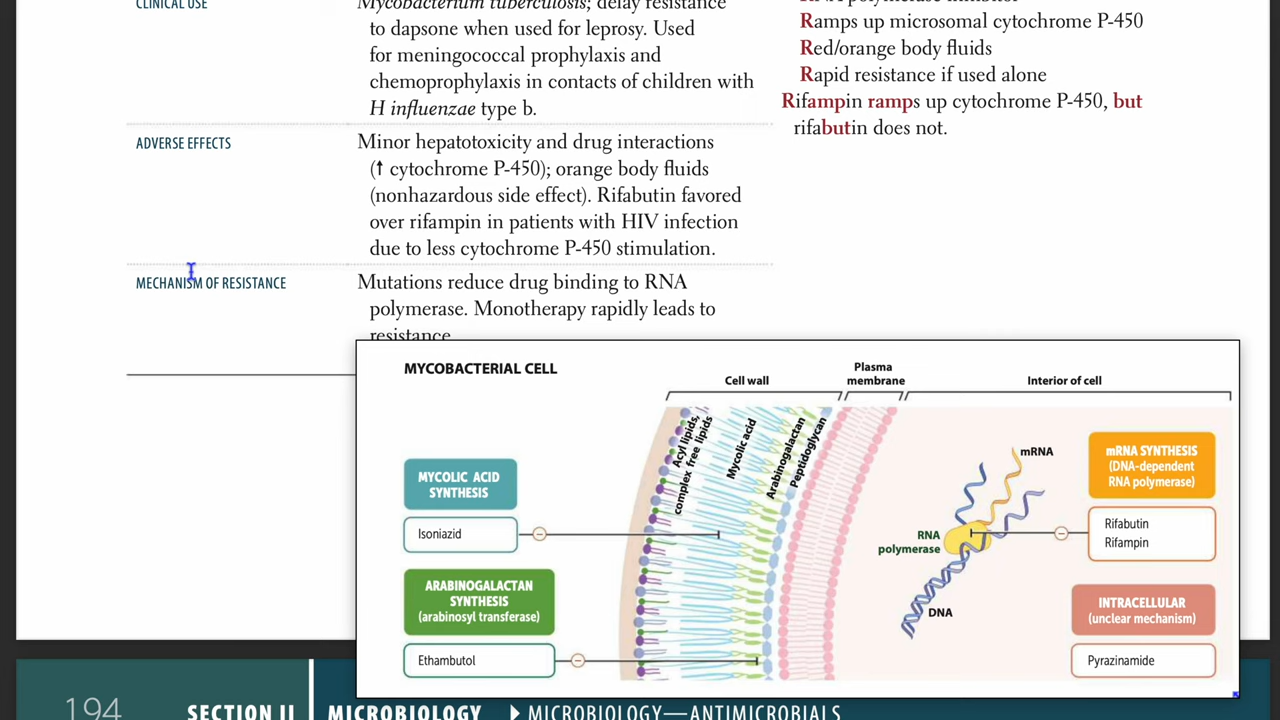 CLINICAL USE
Mycobacterium tuberculosis; delay resistance
to dapsone when used for leprosy. Used
for meningococcal prophylaxis and
chemoprophylaxis in contacts of children with
H influenzae type b.
Ramps up microsomal cytochrome P-450
Red/orange body fluids
Rapid resistance if used alone
Rifampin ramps up cytochrome P-450, but
rifabutin does not.
ADVERSE EFFECTS
Minor hepatotoxicity and drug interactions
(↑ cytochrome P-450); orange body fluids
(nonhazardous side effect). Rifabutin favored
over rifampin in patients with HIV infection
due to less cytochrome P-450 stimulation.
MECHANISM OF RESISTANCE
Mutations reduce drug binding to RNA
polymerase. Monotherapy rapidly leads to
resistance
MYCOBACTERIAL CELL
Cell wall
Plasma
membrane
Interior of cell
Acyl lipids,
complex free lipids
Mycolic acid
Arabinogalactan
Peptidoglycan
MYCOLIC ACID
SYNTHESIS
Isoniazid
ARABINOGALACTAN
SYNTHESIS
(arabinosyl transferase)
Ethambutol
mRNA
RNA
polymerase
DNA
mRNA SYNTHESIS
(DNA-dependent
RNA polymerase)
Rifabutin
Rifampin
INTRACELLULAR
(unclear mechanism)
Pyrazinamide
194
SECTION II
MICROBIOLOGY
▶ MICROBIOLOGY—ANTIMICROBIALS